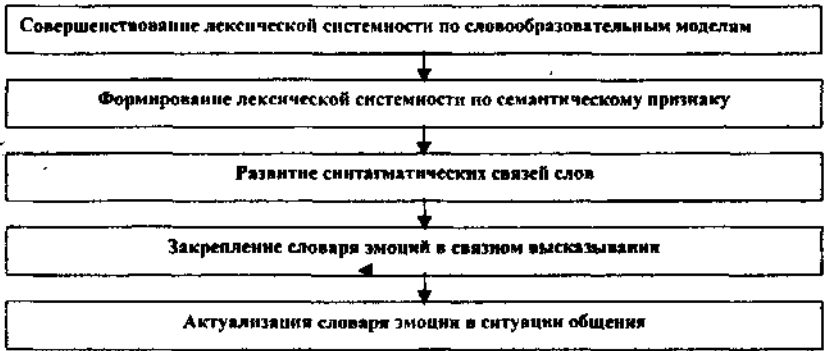 Совершенствование лексической системности по словообразовательным моделям
Формирование лексической системности по семантическому признаку
Развитие синтагматических связей слов
Закрепление словаря эмоций в связном высказывании
Актуализация словаря эмоции в ситуации общения